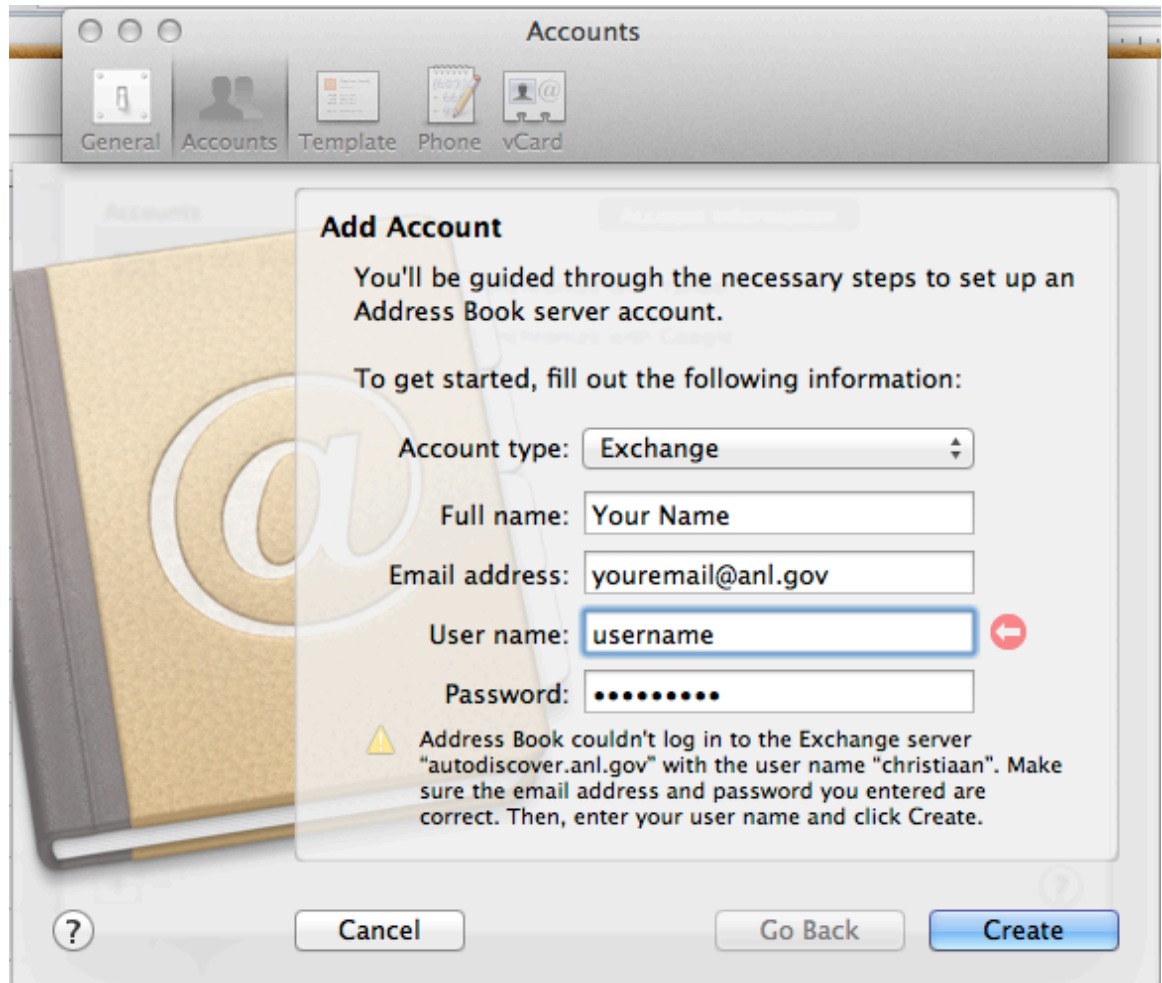 Accounts
General Accounts Template Phone vCard
Accounts
Account Information
Add Account
You'll be guided through the necessary steps to set up an
Address Book server account.
To get started, fill out the following information:
Account type: Exchange
Full name: Your Name
Email address: youremail@anl.gov
User name: username
Password: •••••••••
Address Book couldn't log in to the Exchange server
“autodiscover.anl.gov” with the user name “christiaan”. Make
sure the email address and password you entered are
correct. Then, enter your user name and click Create.
? Cancel Go Back Create